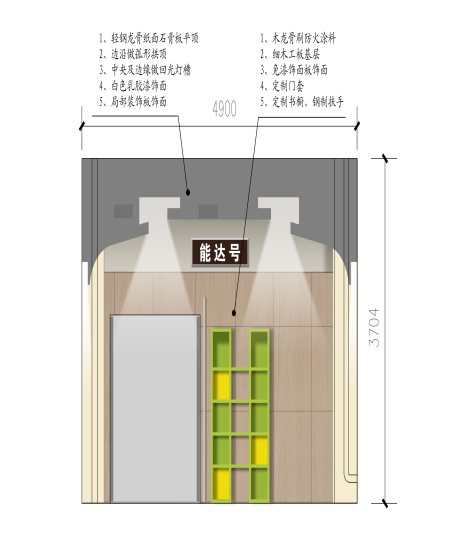 1、轻钢龙骨纸面石膏板平顶
2、边沿做弧形拱顶
3、中央及边缘做回光灯槽
4、白色乳胶漆饰面
5、局部装饰板饰面
1、木龙骨刷防火涂料
2、细木工板基层
3、免漆饰面板饰面
4、定制门套
5、定制书橱、钢制扶手
4900
能达号
3704